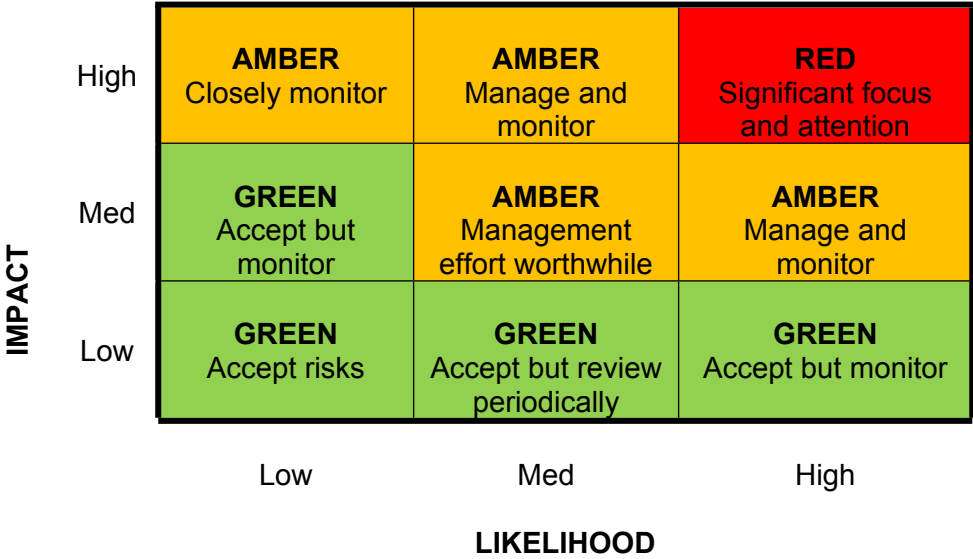 High
AMBER
Closely monitor
AMBER
Manage and
monitor
RED
Significant focus
and attention
Med
GREEN
Accept but
monitor
AMBER
Management
effort worthwhile
AMBER
Manage and
monitor
IMPACT
Low
GREEN
Accept risks
GREEN
Accept but review
periodically
GREEN
Accept but monitor
Low
Med
High
LIKELIHOOD